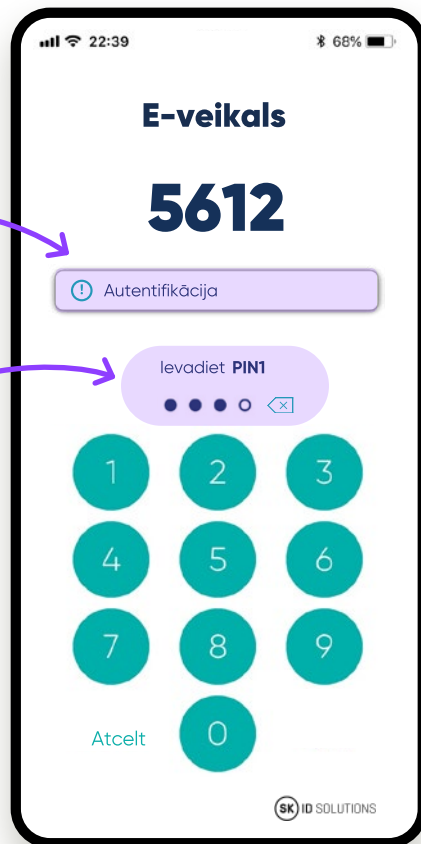 22:39 68%
E-veikals
5612
Autentifikācija
Ievadiet PIN1
1 2 3
4 5 6
7 8 9
Atcelt 0
SK ID SOLUTIONS